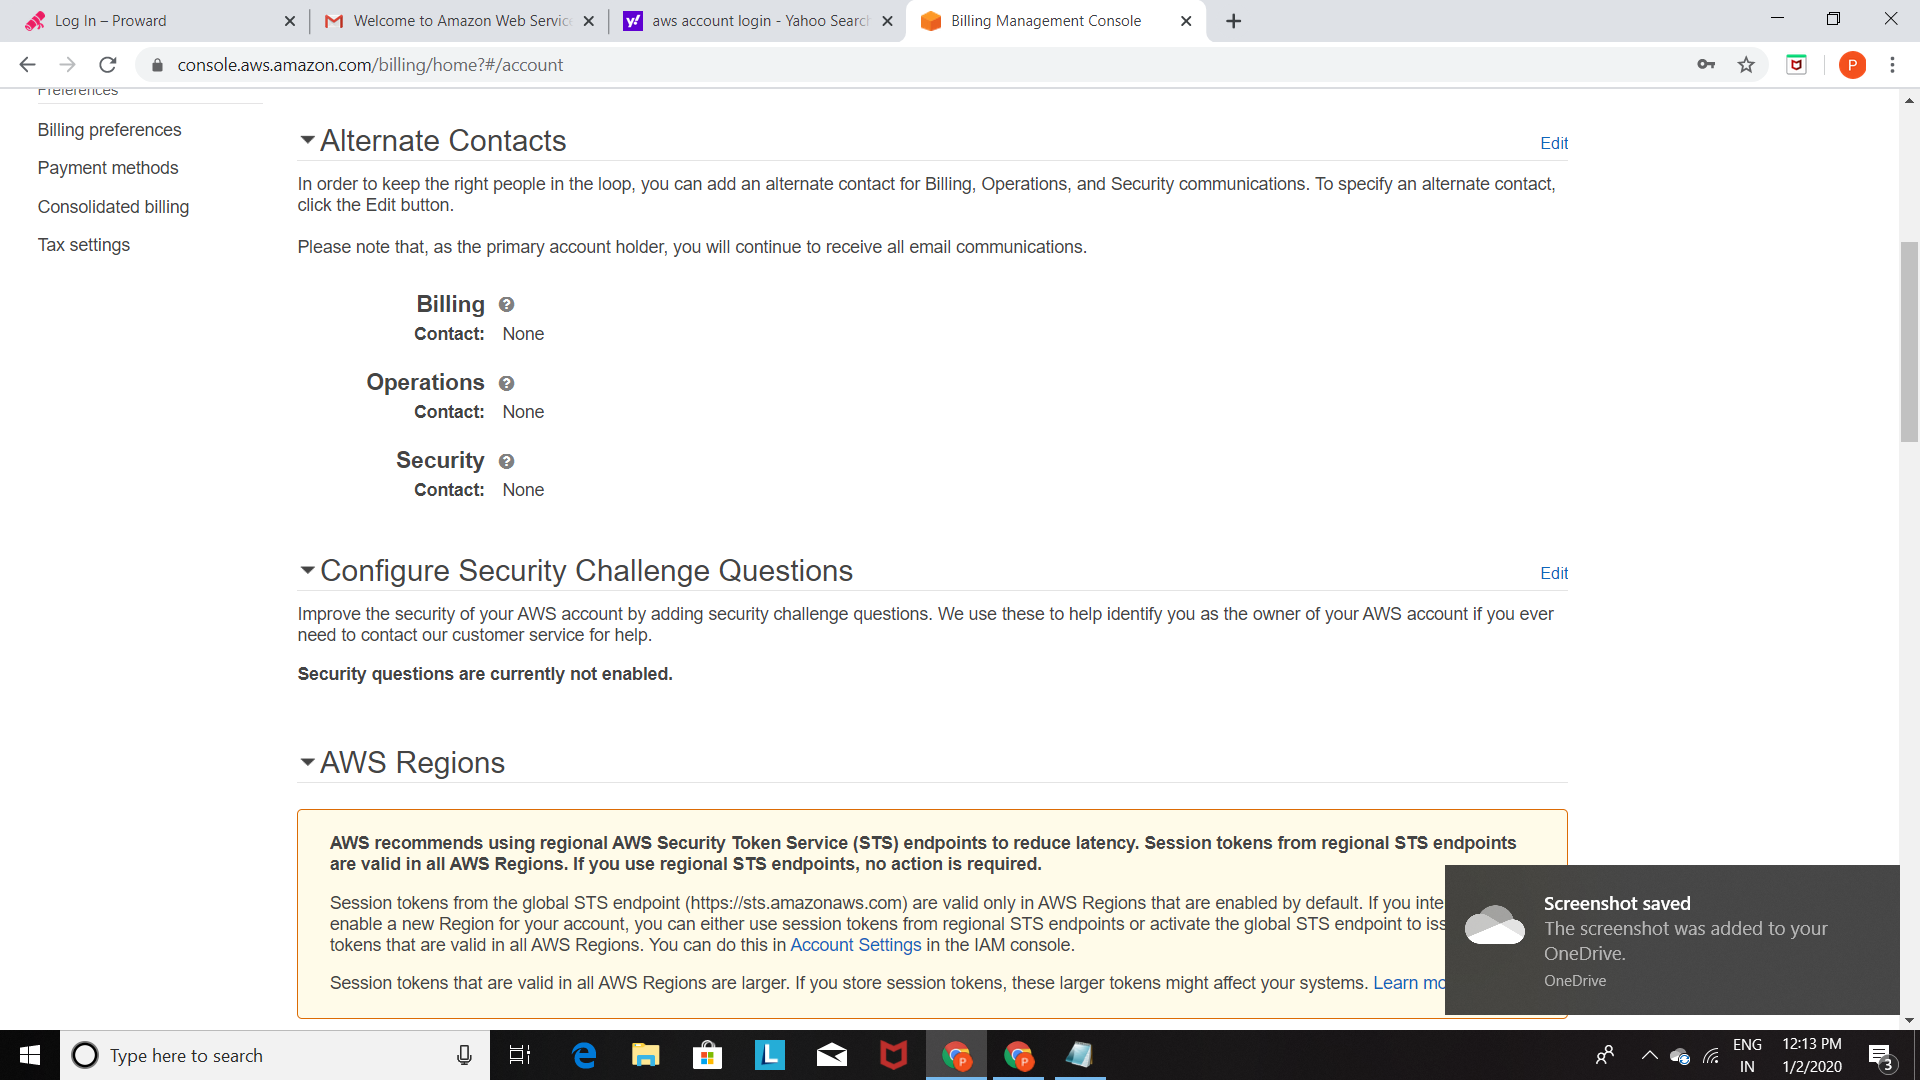 Log In – Proward
Welcome to Amazon Web Servic
aws account login - Yahoo Search
Billing Management Console
console.aws.amazon.com/billing/home?#/account
P
Preferences
Billing preferences
Payment methods
Consolidated billing
Tax settings
Alternate Contacts
Edit
In order to keep the right people in the loop, you can add an alternate contact for Billing, Operations, and Security communications. To specify an alternate contact,
click the Edit button.
Please note that, as the primary account holder, you will continue to receive all email communications.
Billing ?
Contact: None
Operations ?
Contact: None
Security ?
Contact: None
Configure Security Challenge Questions
Edit
Improve the security of your AWS account by adding security challenge questions. We use these to help identify you as the owner of your AWS account if you ever
need to contact our customer service for help.
Security questions are currently not enabled.
AWS Regions
AWS recommends using regional AWS Security Token Service (STS) endpoints to reduce latency. Session tokens from regional STS endpoints
are valid in all AWS Regions. If you use regional STS endpoints, no action is required.
Session tokens from the global STS endpoint (https://sts.amazonaws.com) are valid only in AWS Regions that are enabled by default. If you inte
enable a new Region for your account, you can either use session tokens from regional STS endpoints or activate the global STS endpoint to iss
tokens that are valid in all AWS Regions. You can do this in Account Settings in the IAM console.
Session tokens that are valid in all AWS Regions are larger. If you store session tokens, these larger tokens might affect your systems. Learn mo
Screenshot saved
The screenshot was added to your
OneDrive.
OneDrive
Type here to search
L
P
P
ENG
IN
12:13 PM
1/2/2020
3